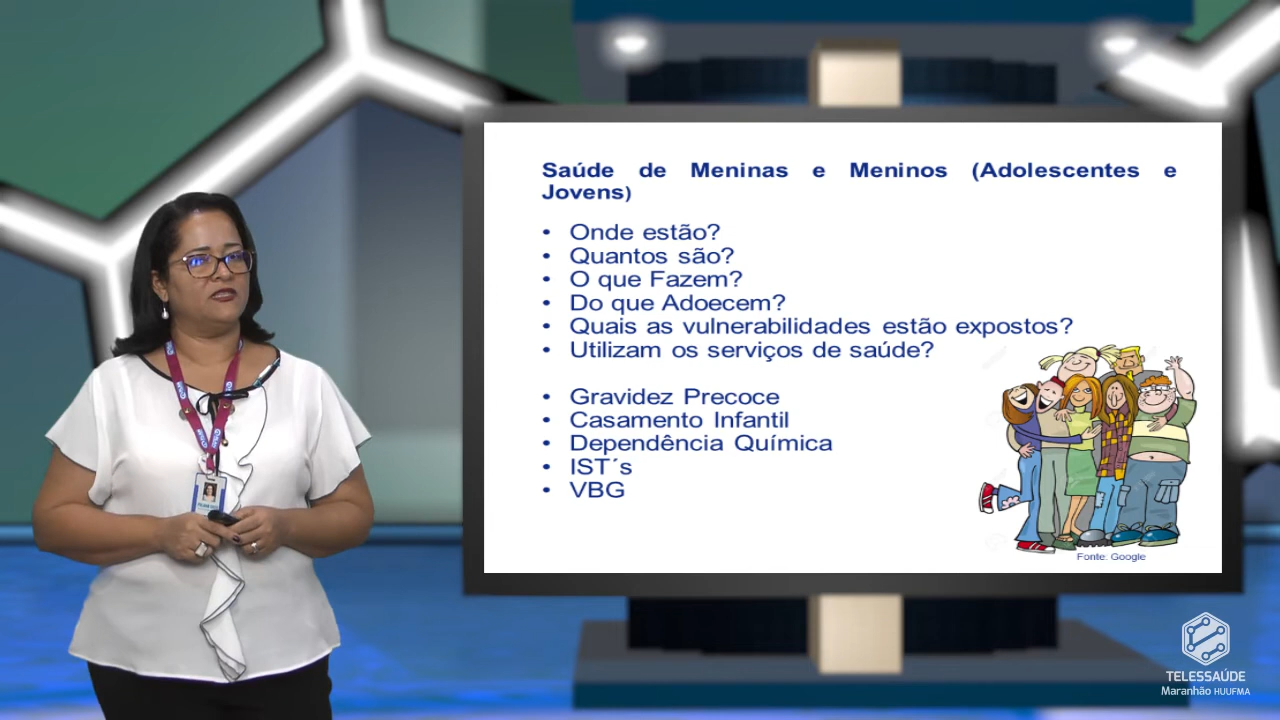 Saúde de Meninas e Meninos (Adolescentes e
Jovens)
• Onde estão?
• Quantos são?
• O que Fazem?
• Do que Adoecem?
• Quais as vulnerabilidades estão expostos?
• Utilizam os serviços de saúde?
• Gravidez Precoce
• Casamento Infantil
• Dependência Química
• IST´s
• VBG
Fonte: Google
TELESSAÚDE
Maranhão HUUFMA